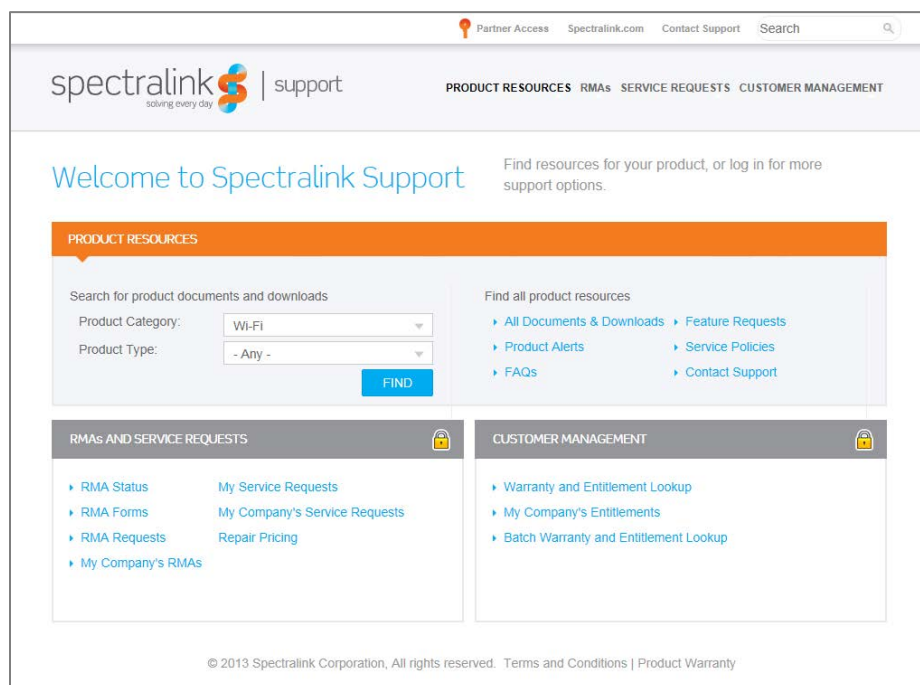 Partner Access Spectralink.com Contact Support Search
spectralink | support
solving every day
PRODUCT RESOURCES RMAs SERVICE REQUESTS CUSTOMER MANAGEMENT
Welcome to Spectralink Support
Find resources for your product, or log in for more
support options.
PRODUCT RESOURCES
Search for product documents and downloads
Product Category: Wi-Fi
Product Type: - Any -
FIND
Find all product resources
All Documents & Downloads Feature Requests
Product Alerts Service Policies
FAQs Contact Support
RMAs AND SERVICE REQUESTS
RMA Status My Service Requests
RMA Forms My Company's Service Requests
RMA Requests Repair Pricing
My Company's RMAs
CUSTOMER MANAGEMENT
Warranty and Entitlement Lookup
My Company's Entitlements
Batch Warranty and Entitlement Lookup
© 2013 Spectralink Corporation, All rights reserved. Terms and Conditions | Product Warranty